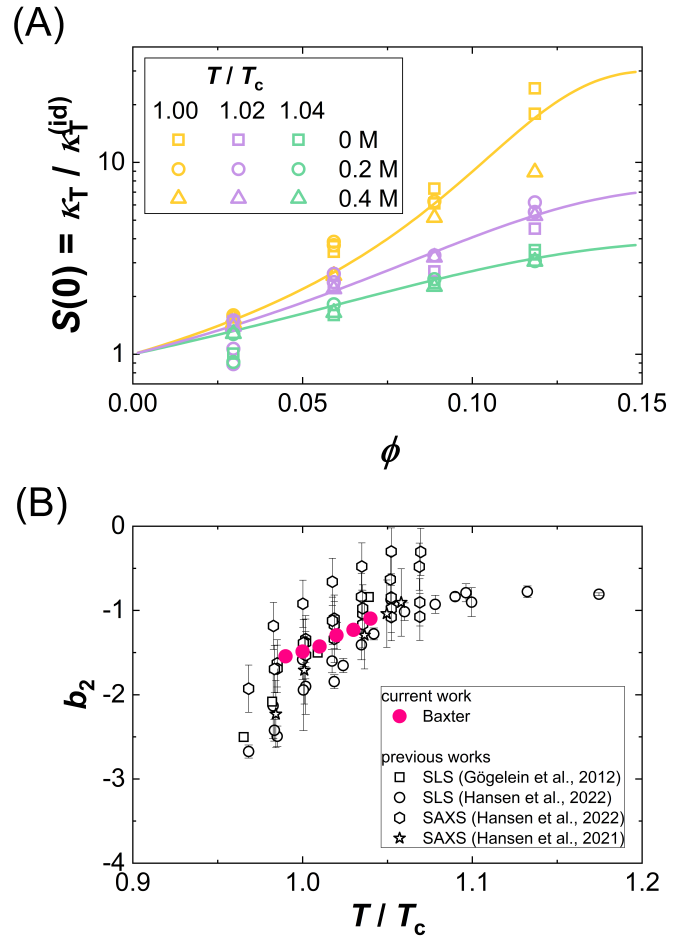 (A)
T / Tc
1.00 1.02 1.04
0 M
0.2 M
0.4 M
10
1
S(0) = κT / κT(id)
0.00 0.05 0.10 0.15
ϕ
(B)
0
-1
-2
-3
-4
b2
current work
Baxter
previous works
SLS (Gögelein et al., 2012)
SLS (Hansen et al., 2022)
SAXS (Hansen et al., 2022)
SAXS (Hansen et al., 2021)
0.9 1.0 1.1 1.2
T / Tc